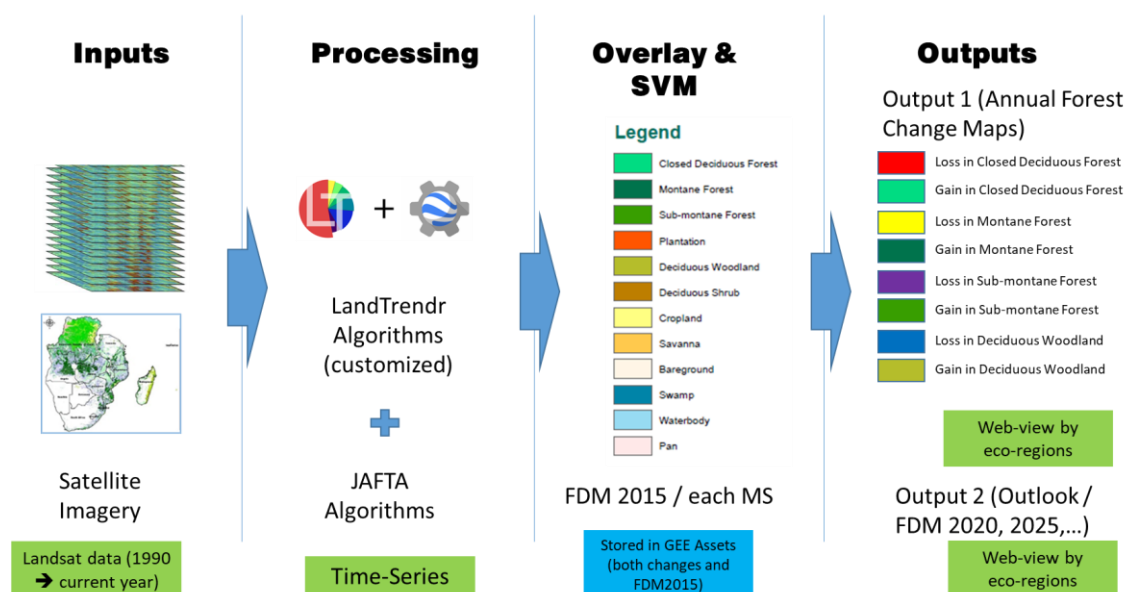 Inputs
Satellite
Imagery
Landsat data (1990
➔ current year)
Processing
LT
+
LandTrendr
Algorithms
(customized)
JAFTA
Algorithms
Time-Series
Overlay &
SVM
Legend
Closed Deciduous Forest
Montane Forest
Sub-montane Forest
Plantation
Deciduous Woodland
Deciduous Shrub
Cropland
Savanna
Bareground
Swamp
Waterbody
Pan
FDM 2015 / each MS
Stored in GEE Assets
(both changes and
FDM2015)
Outputs
Output 1 (Annual Forest
Change Maps)
Loss in Closed Deciduous Forest
Gain in Closed Deciduous Forest
Loss in Montane Forest
Gain in Montane Forest
Loss in Sub-montane Forest
Gain in Sub-montane Forest
Loss in Deciduous Woodland
Gain in Deciduous Woodland
Web-view by
eco-regions
Output 2 (Outlook /
FDM 2020, 2025,...)
Web-view by
eco-regions